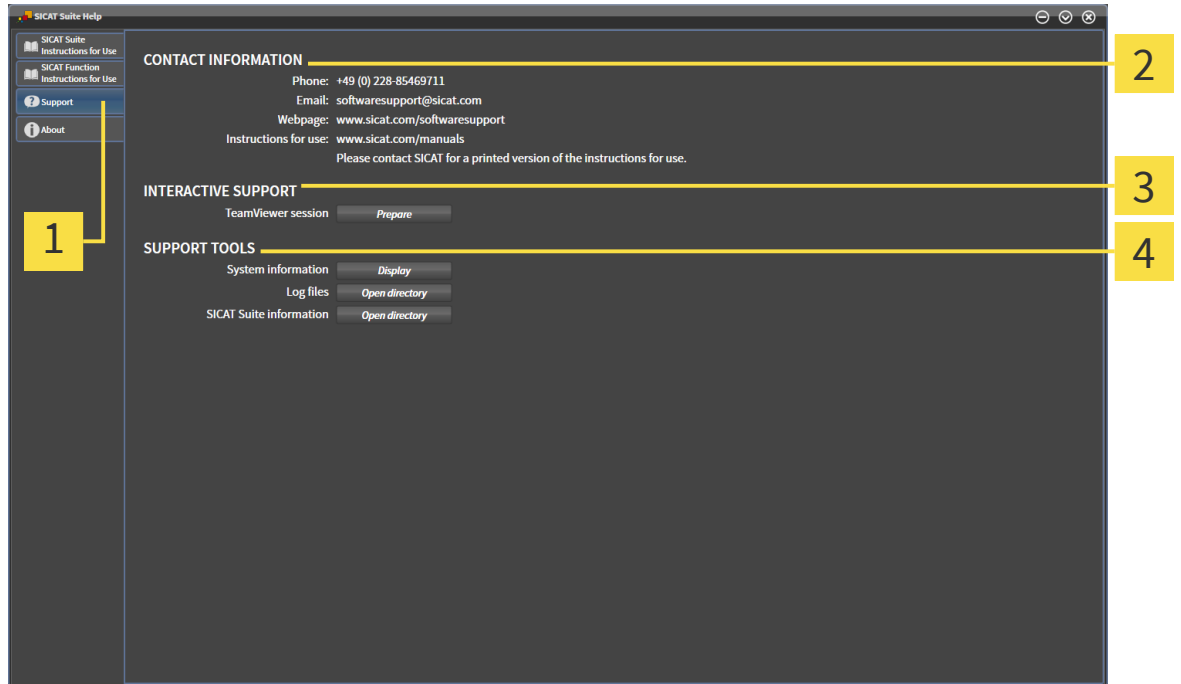 SICAT Suite Help
SICAT Suite
Instructions for Use
SICAT Function
Instructions for Use
Support
About
1
CONTACT INFORMATION
2
Phone: +49 (0) 228-85469711
Email: softwaresupport@sicat.com
Webpage: www.sicat.com/softwaresupport
Instructions for use: www.sicat.com/manuals
Please contact SICAT for a printed version of the instructions for use.
INTERACTIVE SUPPORT
3
TeamViewer session Prepare
SUPPORT TOOLS
4
System information Display
Log files Open directory
SICAT Suite information Open directory